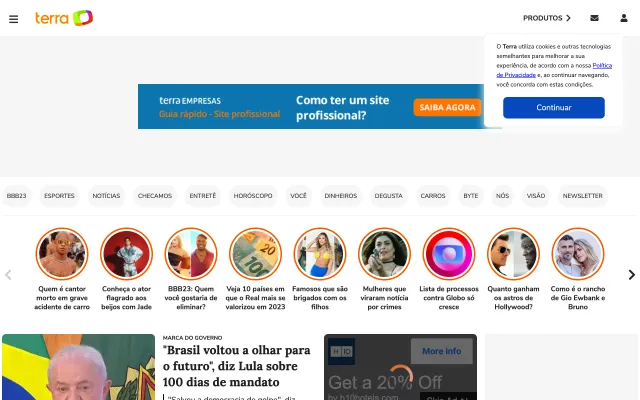 terra
PRODUTOS
O Terra utiliza cookies e outras tecnologias
semelhantes para melhorar a sua
experiência, de acordo com a nossa Política
de Privacidade e, ao continuar navegando,
você concorda com estas condições.
Continuar
terra EMPRESAS
Guia rápido - Site profissional
Como ter um site
profissional?
SAIBA AGORA
BBB23 ESPORTES NOTÍCIAS CHECAMOS ENTRETÊ HORÓSCOPO VOCÊ DINHEIROS DEGUSTA CARROS BYTE NÓS VISÃO NEWSLETTER
Quem é cantor
morto em grave
acidente de carro
Conheça o ator
flagrado aos
beijos com Jade
BBB23: Quem
você gostaria de
eliminar?
Veja 10 países em
que o Real mais se
valorizou em 2023
Famosos que são
brigados com os
filhos
Mulheres que
viraram notícia
por crimes
Lista de processos
contra Globo só
cresce
Quanto ganham
os astros de
Hollywood?
Como é o rancho
de Gio Ewbank e
Bruno
MARCA DO GOVERNO
"Brasil voltou a olhar para
o futuro", diz Lula sobre
100 dias de mandato
"Salvou a democracia do golpe", diz
H10
More info
Get a 20% Off
by h10hotels.com
Skip Ad